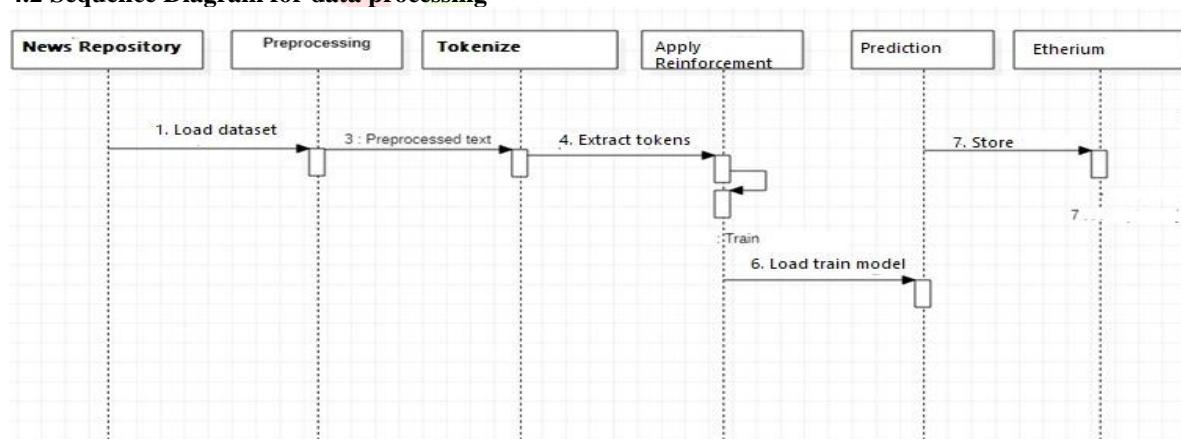 4.2 Sequence Diagram for data processing
News Repository
Preprocessing
Tokenize
Apply
Reinforcement
Prediction
Etherium
1. Load dataset
3 : Preprocessed text
4. Extract tokens
7. Store
7
: Train
6. Load train model